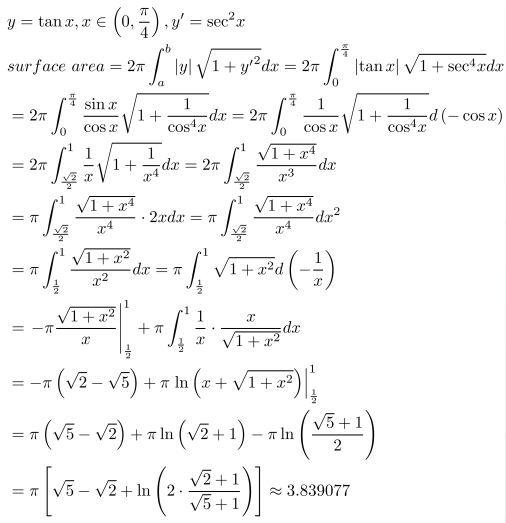 y = tan x, x ∈ (0, π/4), y′ = sec²x
surface area = 2π ∫_a^b |y| √(1 + y′²) dx = 2π ∫_0^{π/4} |tan x| √(1 + sec⁴x) dx
= 2π ∫_0^{π/4} (sin x / cos x) √(1 + 1/cos⁴x) dx = 2π ∫_0^{π/4} (1 / cos x) √(1 + 1/cos⁴x) d(− cos x)
= 2π ∫_{√2/2}^1 (1/x) √(1 + 1/x⁴) dx = 2π ∫_{√2/2}^1 (√(1 + x⁴) / x³) dx
= π ∫_{√2/2}^1 (√(1 + x⁴) / x⁴) · 2xdx = π ∫_{√2/2}^1 (√(1 + x⁴) / x⁴) dx²
= π ∫_{1/2}^1 (√(1 + x²) / x²) dx = π ∫_{1/2}^1 √(1 + x²) d(−1/x)
= −π (√(1 + x²) / x) |_{1/2}^1 + π ∫_{1/2}^1 (1/x) · (x / √(1 + x²)) dx
= −π (√2 − √5) + π ln (x + √(1 + x²)) |_{1/2}^1
= π (√5 − √2) + π ln (√2 + 1) − π ln ((√5 + 1) / 2)
= π [√5 − √2 + ln (2 · (√2 + 1) / (√5 + 1))] ≈ 3.839077